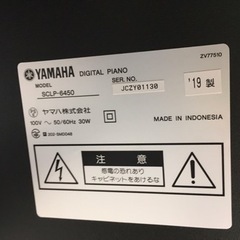 ZV77510
YAMAHA DIGITAL PIANO
MODEL SCLP-6450
SER NO. JCZY01130
'19 製
ヤマハ株式会社
100V 50/60Hz 30W
MADE IN INDONESIA
注意
感電の恐れあり
キャビネットをあけるな